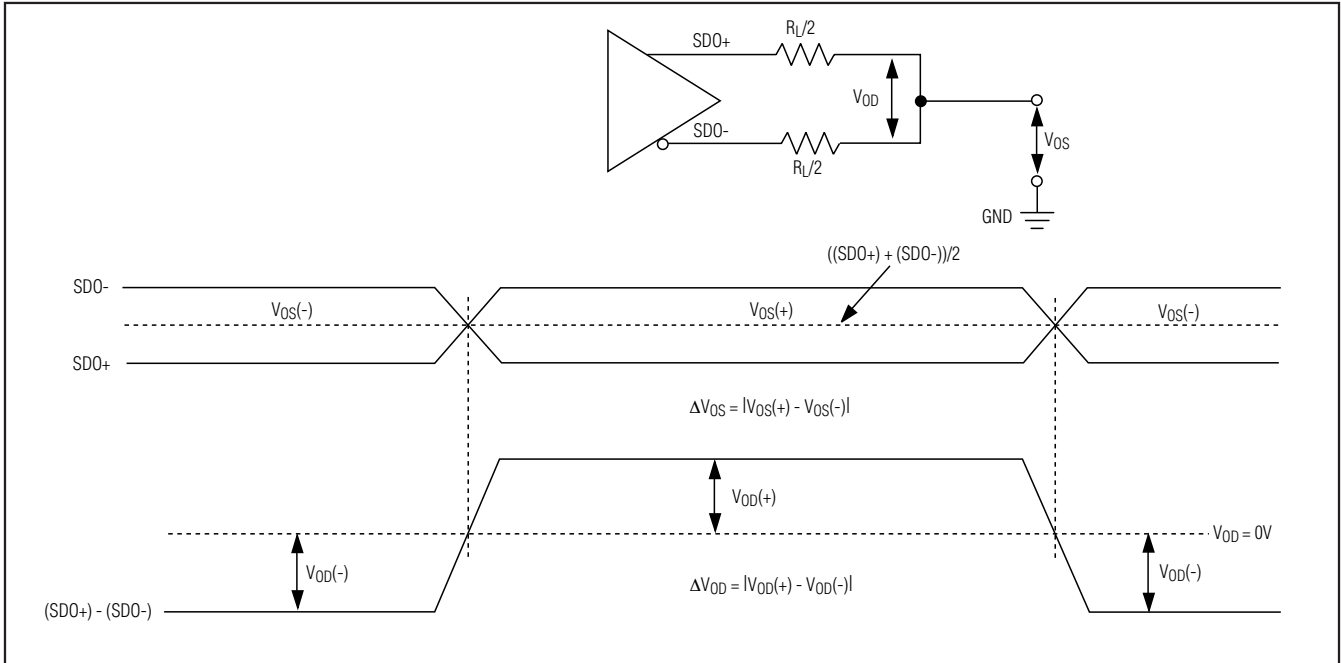 RL/2
SDO+
VOD
SDO-
RL/2
VOS
GND
((SDO+) + (SDO-))/2
SDO-
VOS(-)
VOS(+)
VOS(-)
SDO+
ΔVOS = |VOS(+) - VOS(-)|
VOD(+)
VOD = 0V
VOD(-)
VOD(-)
ΔVOD = |VOD(+) - VOD(-)|
(SDO+) - (SDO-)